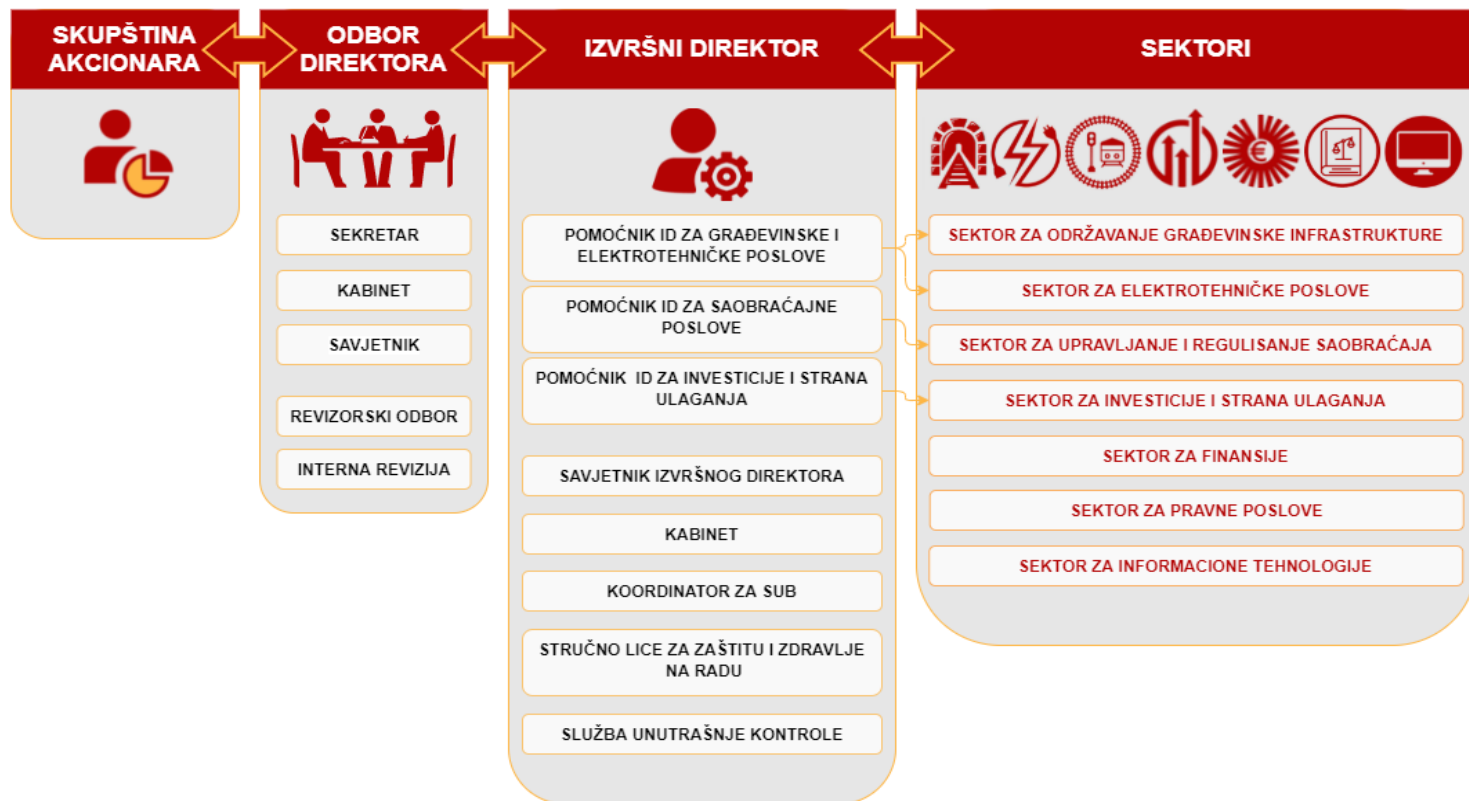 SKUPŠTINA
AKCIONARA
ODBOR
DIREKTORA
SEKRETAR
KABINET
SAVJETNIK
REVIZORSKI ODBOR
INTERNA REVIZIJA
IZVRŠNI DIREKTOR
POMOĆNIK ID ZA GRAĐEVINSKE I
ELEKTROTEHNIČKE POSLOVE
POMOĆNIK ID ZA SAOBRAĆAJNE
POSLOVE
POMOĆNIK ID ZA INVESTICIJE I STRANA
ULAGANJA
SAVJETNIK IZVRŠNOG DIREKTORA
KABINET
KOORDINATOR ZA SUB
STRUČNO LICE ZA ZAŠTITU I ZDRAVLJE
NA RADU
SLUŽBA UNUTRAŠNJE KONTROLE
SEKTORI
€
SEKTOR ZA ODRŽAVANJE GRAĐEVINSKE INFRASTRUKTURE
SEKTOR ZA ELEKTROTEHNIČKE POSLOVE
SEKTOR ZA UPRAVLJANJE I REGULISANJE SAOBRAĆAJA
SEKTOR ZA INVESTICIJE I STRANA ULAGANJA
SEKTOR ZA FINANSIJE
SEKTOR ZA PRAVNE POSLOVE
SEKTOR ZA INFORMACIONE TEHNOLOGIJE